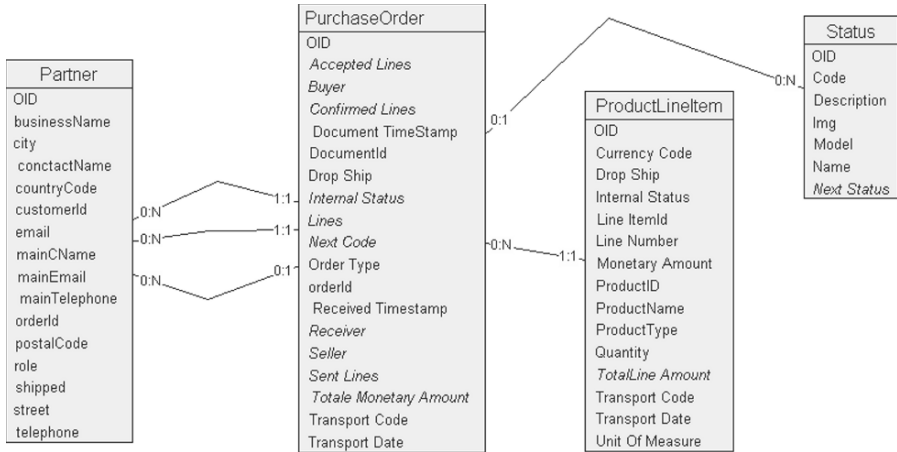 Partner
OID
businessName
city
conctactName
countryCode
customerId
email
mainCName
mainEmail
mainTelephone
orderId
postalCode
role
shipped
street
telephone
0:N
1:1
0:N
1:1
0:N
0:1
PurchaseOrder
OID
Accepted Lines
Buyer
Confirmed Lines
Document TimeStamp
DocumentId
Drop Ship
Internal Status
Lines
Next Code
Order Type
orderId
Received Timestamp
Receiver
Seller
Sent Lines
Totale Monetary Amount
Transport Code
Transport Date
0:1
0:N
0:N
1:1
ProductLineItem
OID
Currency Code
Drop Ship
Internal Status
Line ItemId
Line Number
Monetary Amount
ProductID
ProductName
ProductType
Quantity
TotalLine Amount
Transport Code
Transport Date
Unit Of Measure
Status
OID
Code
Description
Img
Model
Name
Next Status